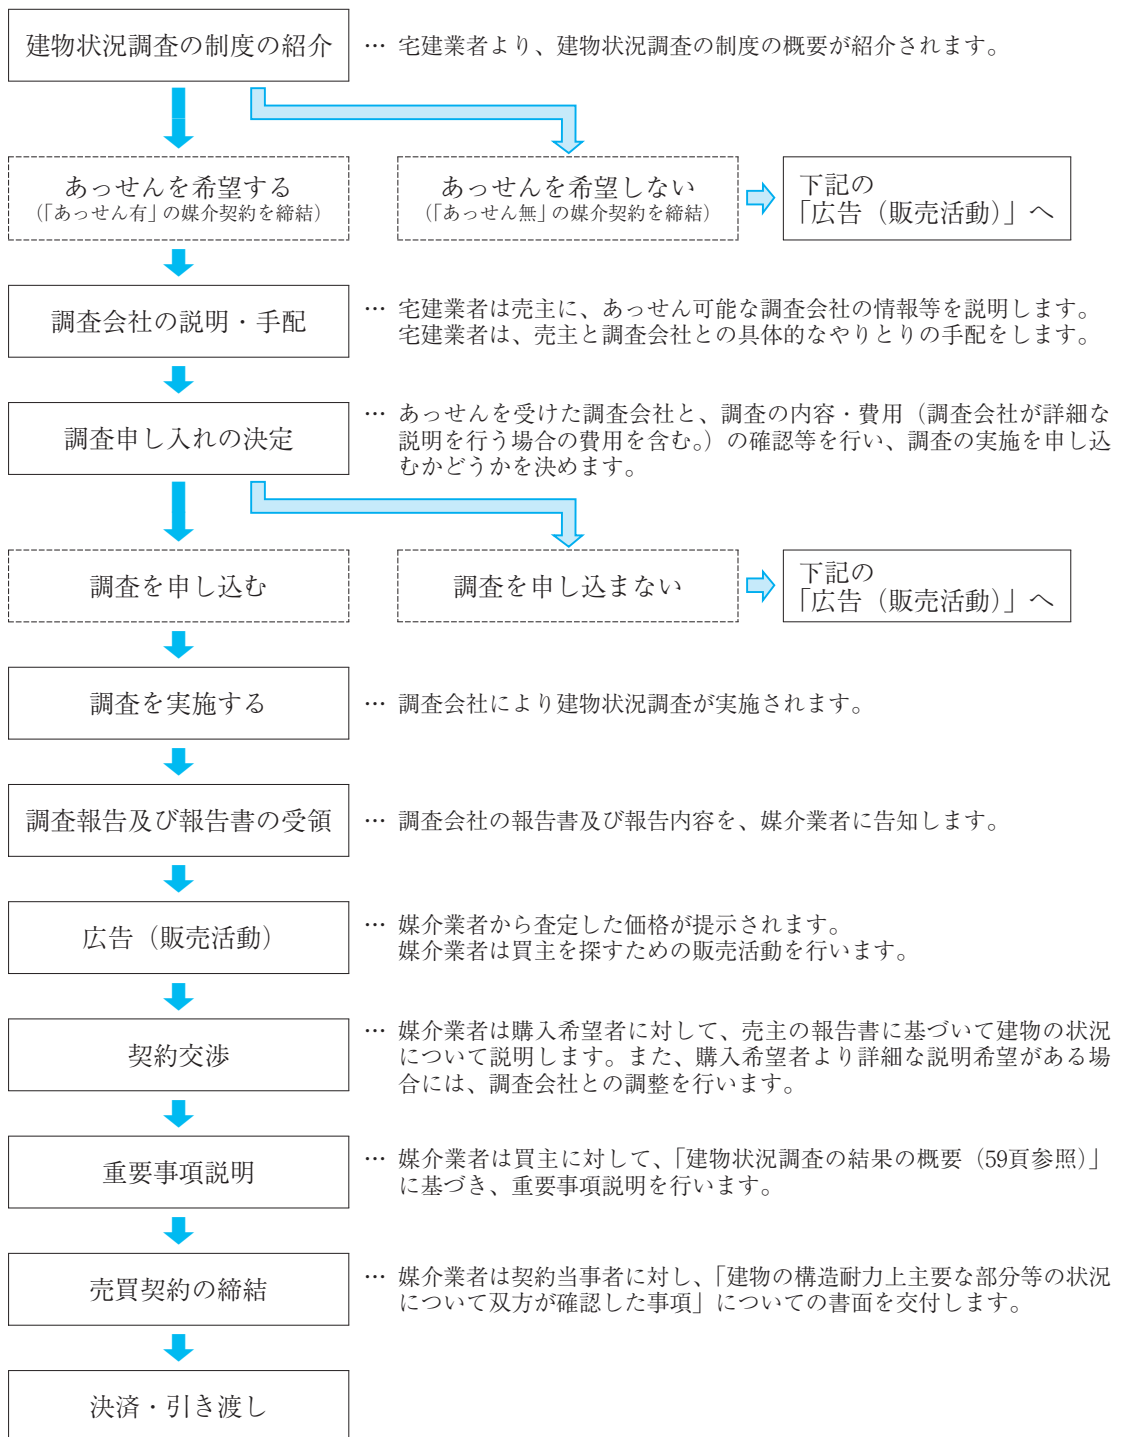 建物状況調査の制度の紹介
… 宅建業者より、建物状況調査の制度の概要が紹介されます。
あっせんを希望する
（「あっせん有」の媒介契約を締結）
あっせんを希望しない
（「あっせん無」の媒介契約を締結）
下記の
「広告（販売活動）」へ
調査会社の説明・手配
… 宅建業者は売主に、あっせん可能な調査会社の情報等を説明します。
宅建業者は、売主と調査会社との具体的なやりとりの手配をします。
調査申し入れの決定
… あっせんを受けた調査会社と、調査の内容・費用（調査会社が詳細な
説明を行う場合の費用を含む。）の確認等を行い、調査の実施を申し込
むかどうかを決めます。
調査を申し込む
調査を申し込まない
下記の
「広告（販売活動）」へ
調査を実施する
… 調査会社により建物状況調査が実施されます。
調査報告及び報告書の受領
… 調査会社の報告書及び報告内容を、媒介業者に告知します。
広告（販売活動）
… 媒介業者から査定した価格が提示されます。
媒介業者は買主を探すための販売活動を行います。
契約交渉
… 媒介業者は購入希望者に対して、売主の報告書に基づいて建物の状況
について説明します。また、購入希望者より詳細な説明希望がある場
合には、調査会社との調整を行います。
重要事項説明
… 媒介業者は買主に対して、「建物状況調査の結果の概要（59頁参照）」
に基づき、重要事項説明を行います。
売買契約の締結
… 媒介業者は契約当事者に対し、「建物の構造耐力上主要な部分等の状況
について双方が確認した事項」についての書面を交付します。
決済・引き渡し